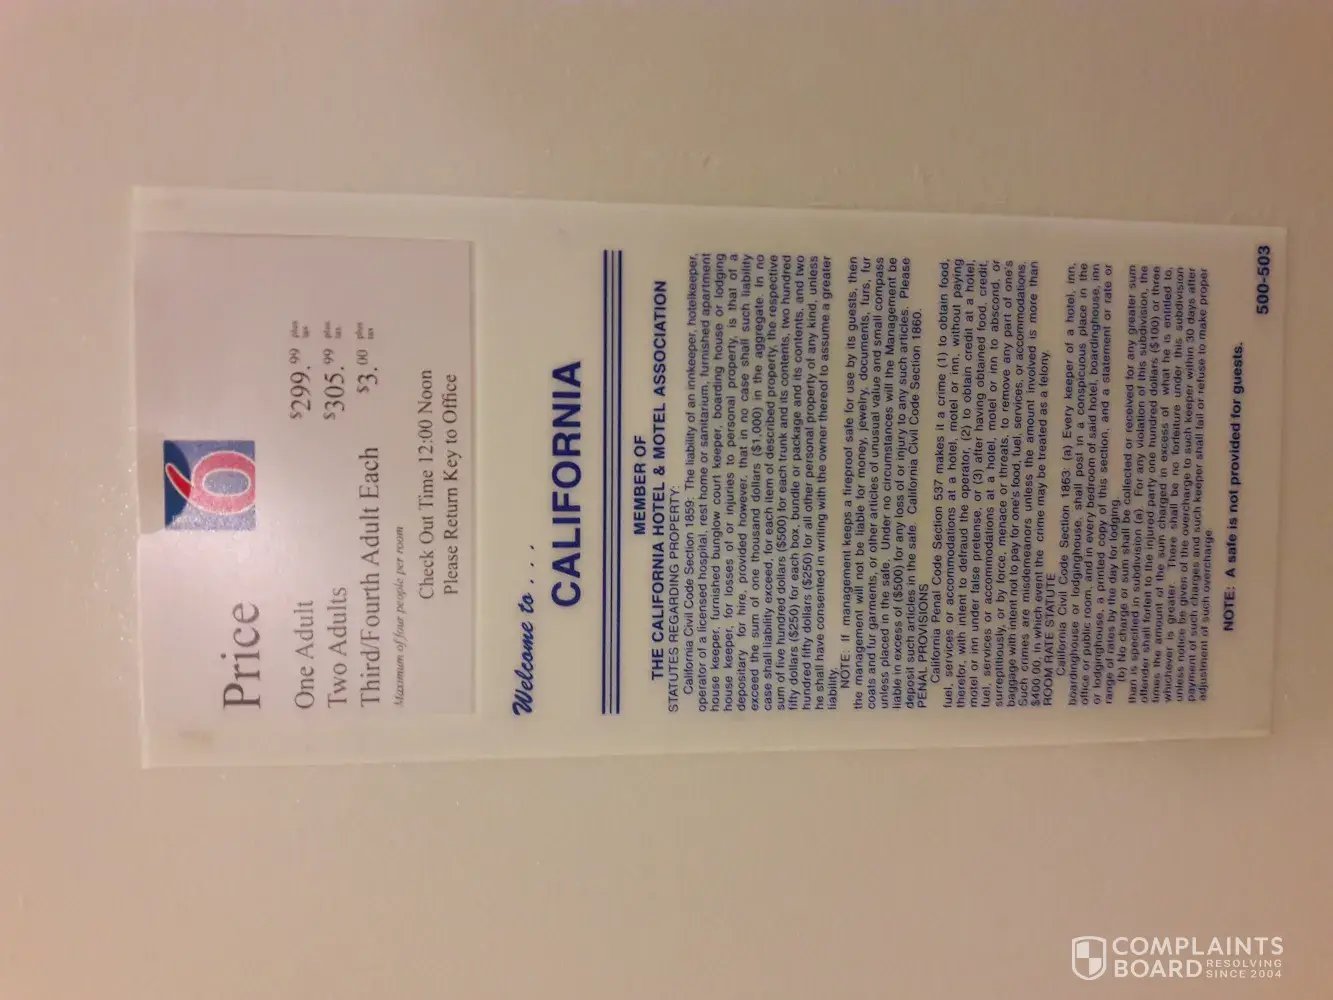 6
Price
One Adult $299.99 plus tax
Two Adults $305.99 plus tax
Third/Fourth Adult Each $3.00 plus tax
Maximum of four people per room
Check Out Time 12:00 Noon
Please Return Key to Office
Welcome to . . .
CALIFORNIA
MEMBER OF
THE CALIFORNIA HOTEL & MOTEL ASSOCIATION
STATUTES REGARDING PROPERTY:
California Civil Code Section 1859: The liability of an innkeeper, hotelkeeper,
operator of a licensed hospital, rest home or sanitarium, furnished apartment
house keeper, furnished bungalow court keeper, boarding house or lodging
house keeper, for losses of or injuries to personal property, is that of a
depositary for hire, provided however, that in no case shall such liability
exceed the sum of one thousand dollars ($1,000) in the aggregate. In no
case shall liability exceed, for each item of described property, the respective
sum of five hundred dollars ($500) for each trunk and its contents, two hundred
fifty dollars ($250) for each box, bundle or package and its contents, and two
hundred fifty dollars ($250) for all other personal property of any kind, unless
he shall have consented in writing with the owner thereof to assume a greater
liability.
NOTE: If management keeps a fireproof safe for use by its guests, then
the management will not be liable for money, jewelry, documents, furs, fur
coats and fur garments, or other articles of unusual value and small compass
unless placed in the safe. Under no circumstances will the Management be
liable in excess of ($500) for any loss of or injury to any such articles. Please
deposit such articles in the safe. California Civil Code Section 1860.
PENAL PROVISIONS
California Penal Code Section 537 makes it a crime (1) to obtain food,
fuel, services or accommodations at a hotel, motel or inn, without paying
therefor, with intent to defraud the operator, (2) to obtain credit at a hotel,
motel or inn under false pretense, or (3) after having obtained food, credit,
fuel, services or accommodations at a hotel, motel or inn to abscond, or
surreptitiously, or by force, menace or threats, to remove any part of one's
baggage with intent not to pay for one's food, fuel, services, or accommodations.
Such crimes are misdemeanors unless the amount involved is more than
$400.00, in which event the crime may be treated as a felony.
ROOM RATE STATUTE
California Civil Code Section 1863: (a) Every keeper of a hotel, inn,
boardinghouse or lodginghouse, shall post in a conspicuous place in the
office or public room, and in every bedroom of said hotel, boardinghouse, inn
or lodginghouse, a printed copy of this section, and a statement or rate or
range of rates by the day for lodging.
(b) No charge or sum shall be collected or received for any greater sum
than is specified in subdivision (a). For any violation of this subdivision, the
offender shall forfeit to the injured party one hundred dollars ($100) or three
times the amount of the sum charged in excess of what he is entitled to,
whichever is greater. There shall be no forfeiture under this subdivision
unless notice be given of the overcharge to such keeper within 30 days after
payment of such charges and such keeper shall fail or refuse to make proper
adjustment of such overcharge
NOTE: A safe is not provided for guests.
500-503
COMPLAINTS
BOARD RESOLVING
SINCE 2004